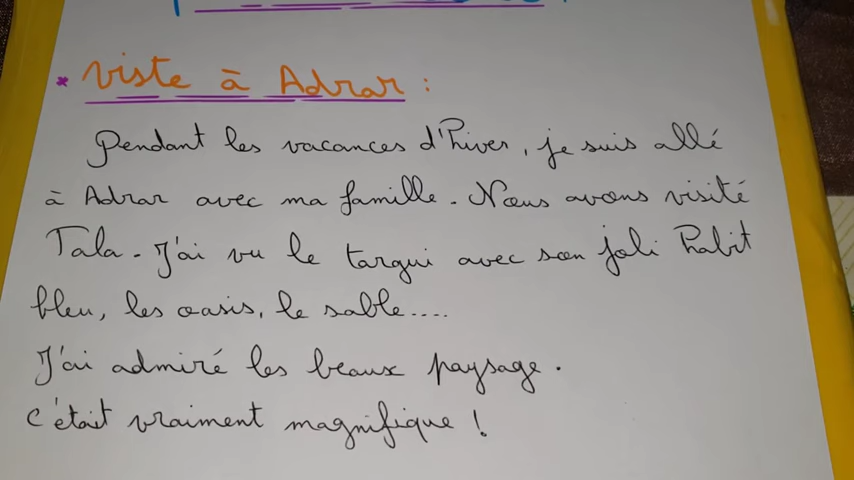 * viste à Adrar :
Pendant les vacances d'hiver, je suis allé
à Adrar avec ma famille. Nous avons visité
Tala. J'ai vu le targui avec son joli habit
bleu, les oasis, le sable....
J'ai admiré les beaux paysage.
c'était vraiment magnifique !